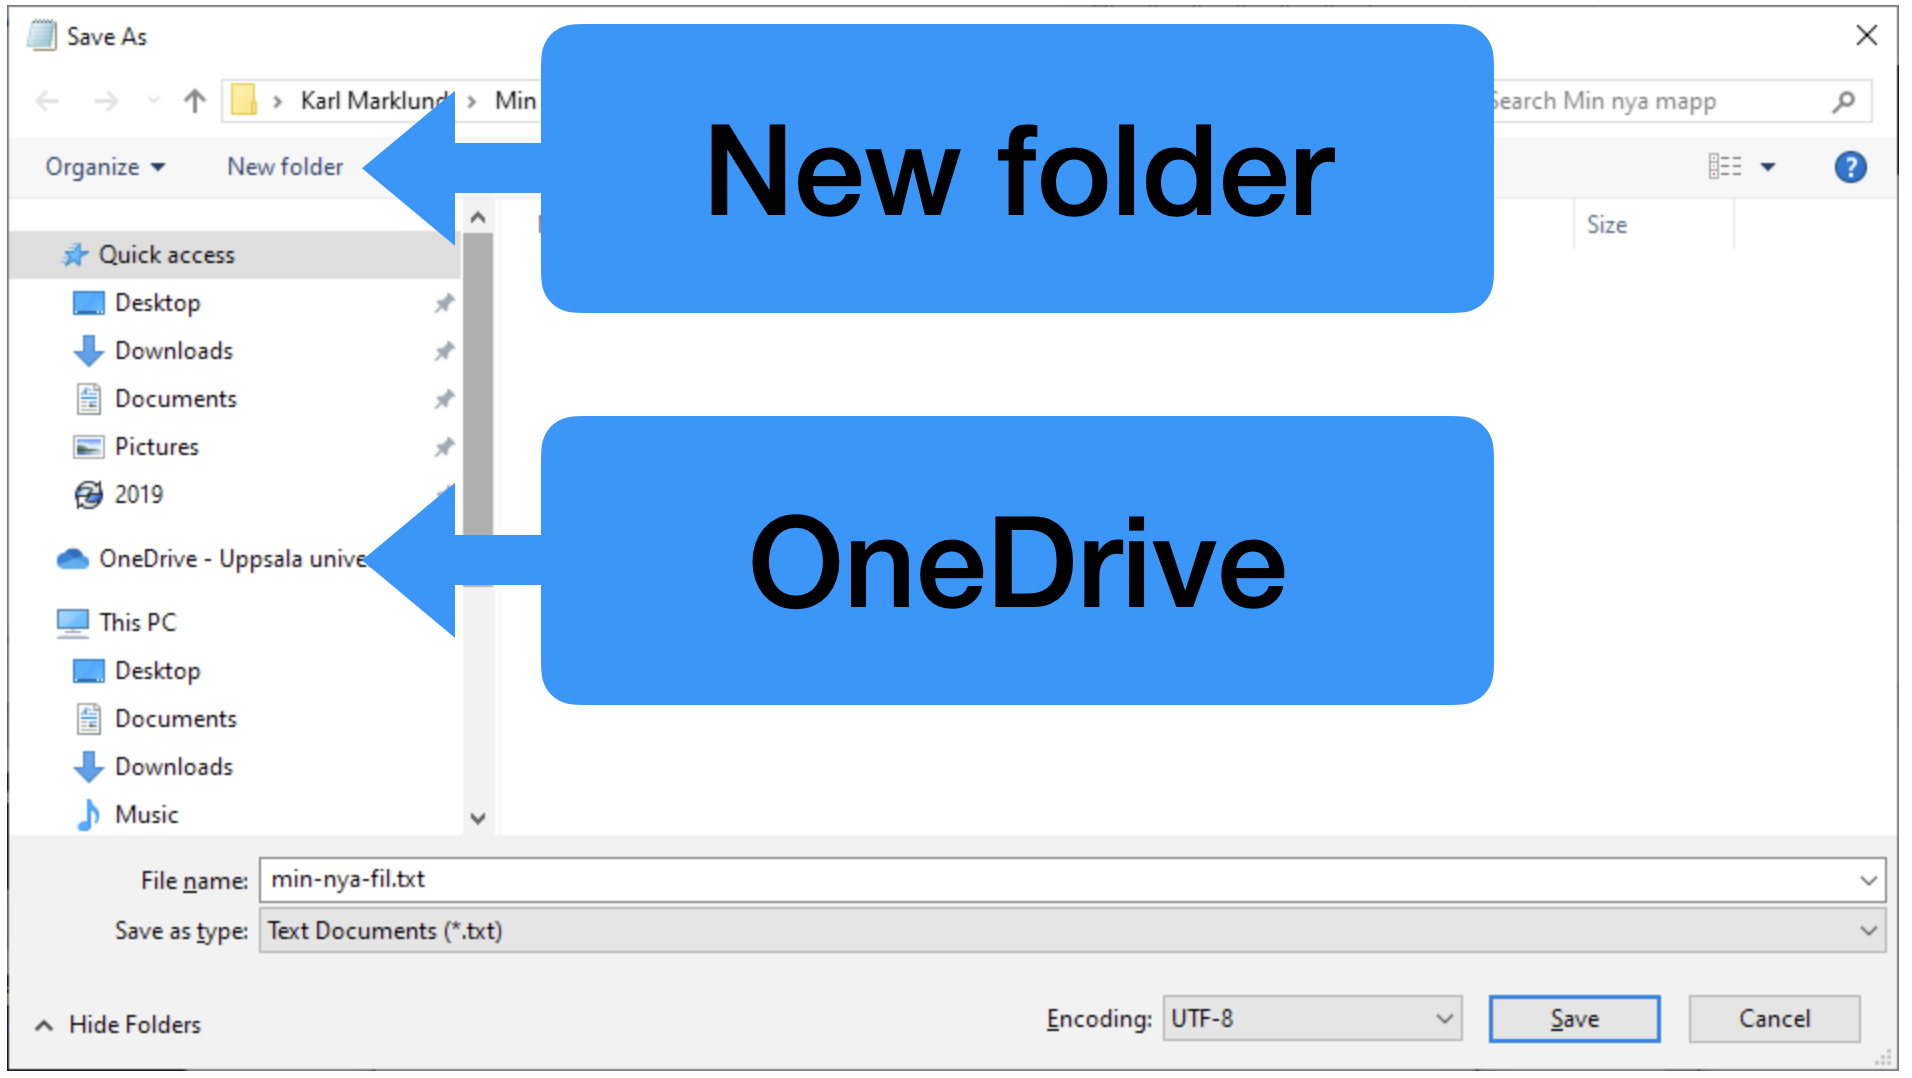 Save As
Karl Marklund > Min
Search Min nya mapp
Organize
New folder
New folder
Size
Quick access
Desktop
Downloads
Documents
Pictures
2019
OneDrive - Uppsala unive
OneDrive
This PC
Desktop
Documents
Downloads
Music
File name: min-nya-fil.txt
Save as type: Text Documents (*.txt)
Hide Folders
Encoding: UTF-8
Save
Cancel